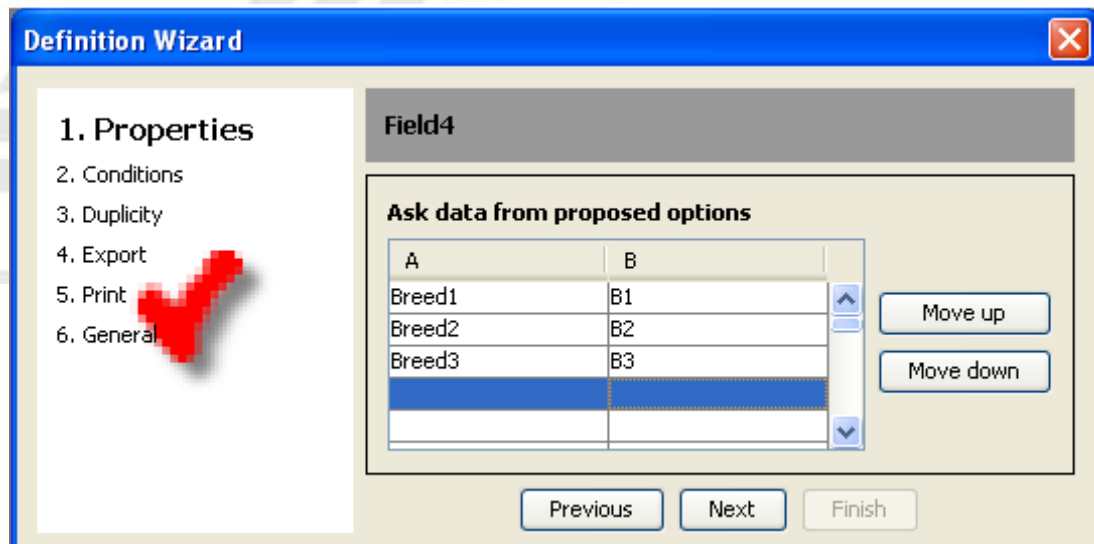 Definition Wizard
1. Properties
2. Conditions
3. Duplicity
4. Export
5. Print
6. General
Field4
Ask data from proposed options
A B
Breed1 B1
Breed2 B2
Breed3 B3
Move up
Move down
Previous Next Finish